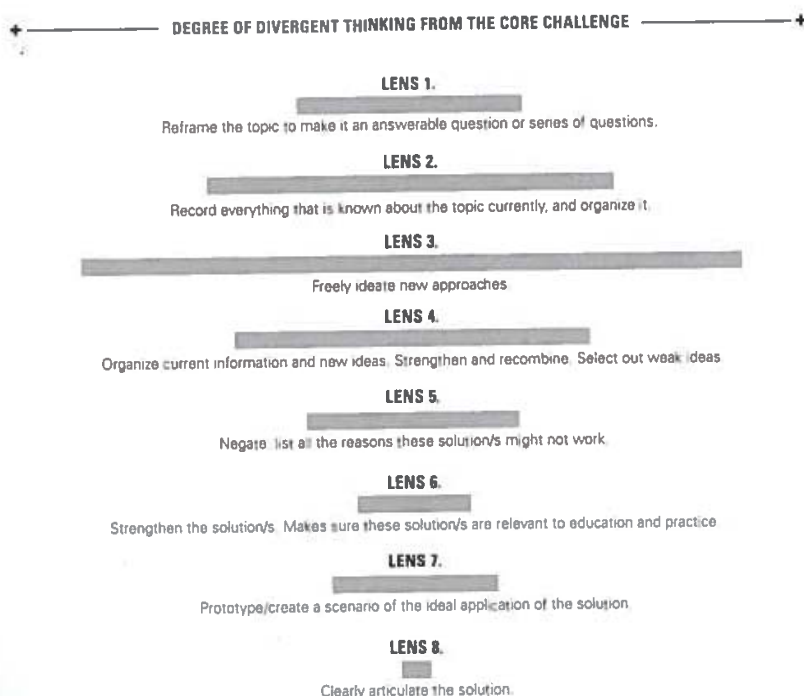 DEGREE OF DIVERGENT THINKING FROM THE CORE CHALLENGE
LENS 1.
Reframe the topic to make it an answerable question or series of questions.
LENS 2.
Record everything that is known about the topic currently, and organize it.
LENS 3.
Freely ideate new approaches
LENS 4.
Organize current information and new ideas. Strengthen and recombine. Select out weak ideas
LENS 5.
Negate list all the reasons these solution/s might not work
LENS 6.
Strengthen the solution/s. Makes sure these solution/s are relevant to education and practice
LENS 7.
Prototype/create a scenario of the ideal application of the solution
LENS 8.
Clearly articulate the solution.